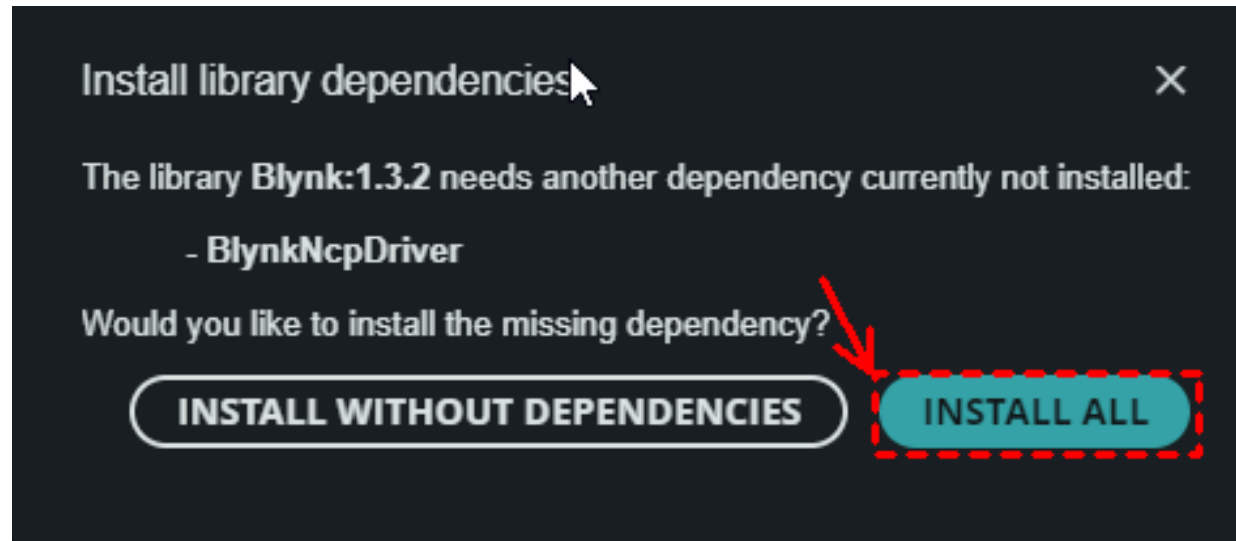 Install library dependencies
The library Blynk:1.3.2 needs another dependency currently not installed:
- BlynkNcpDriver
Would you like to install the missing dependency?
INSTALL WITHOUT DEPENDENCIES
INSTALL ALL